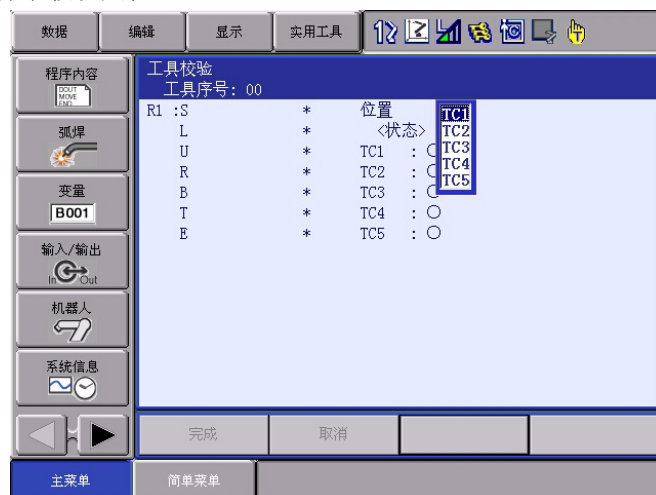 数据 编辑 显示 实用工具
程序内容
DOUT
MOVE
END
弧焊
变量
B001
输入/输出
In Out
机器人
系统信息
工具校验
工具序号: 00
R1 :S * 位置
L * <状态>
U * TC1 : ○
R * TC2 : ○
B * TC3 : ○
T * TC4 : ○
E * TC5 : ○
TC1
TC2
TC3
TC4
TC5
完成 取消
主菜单 简单菜单